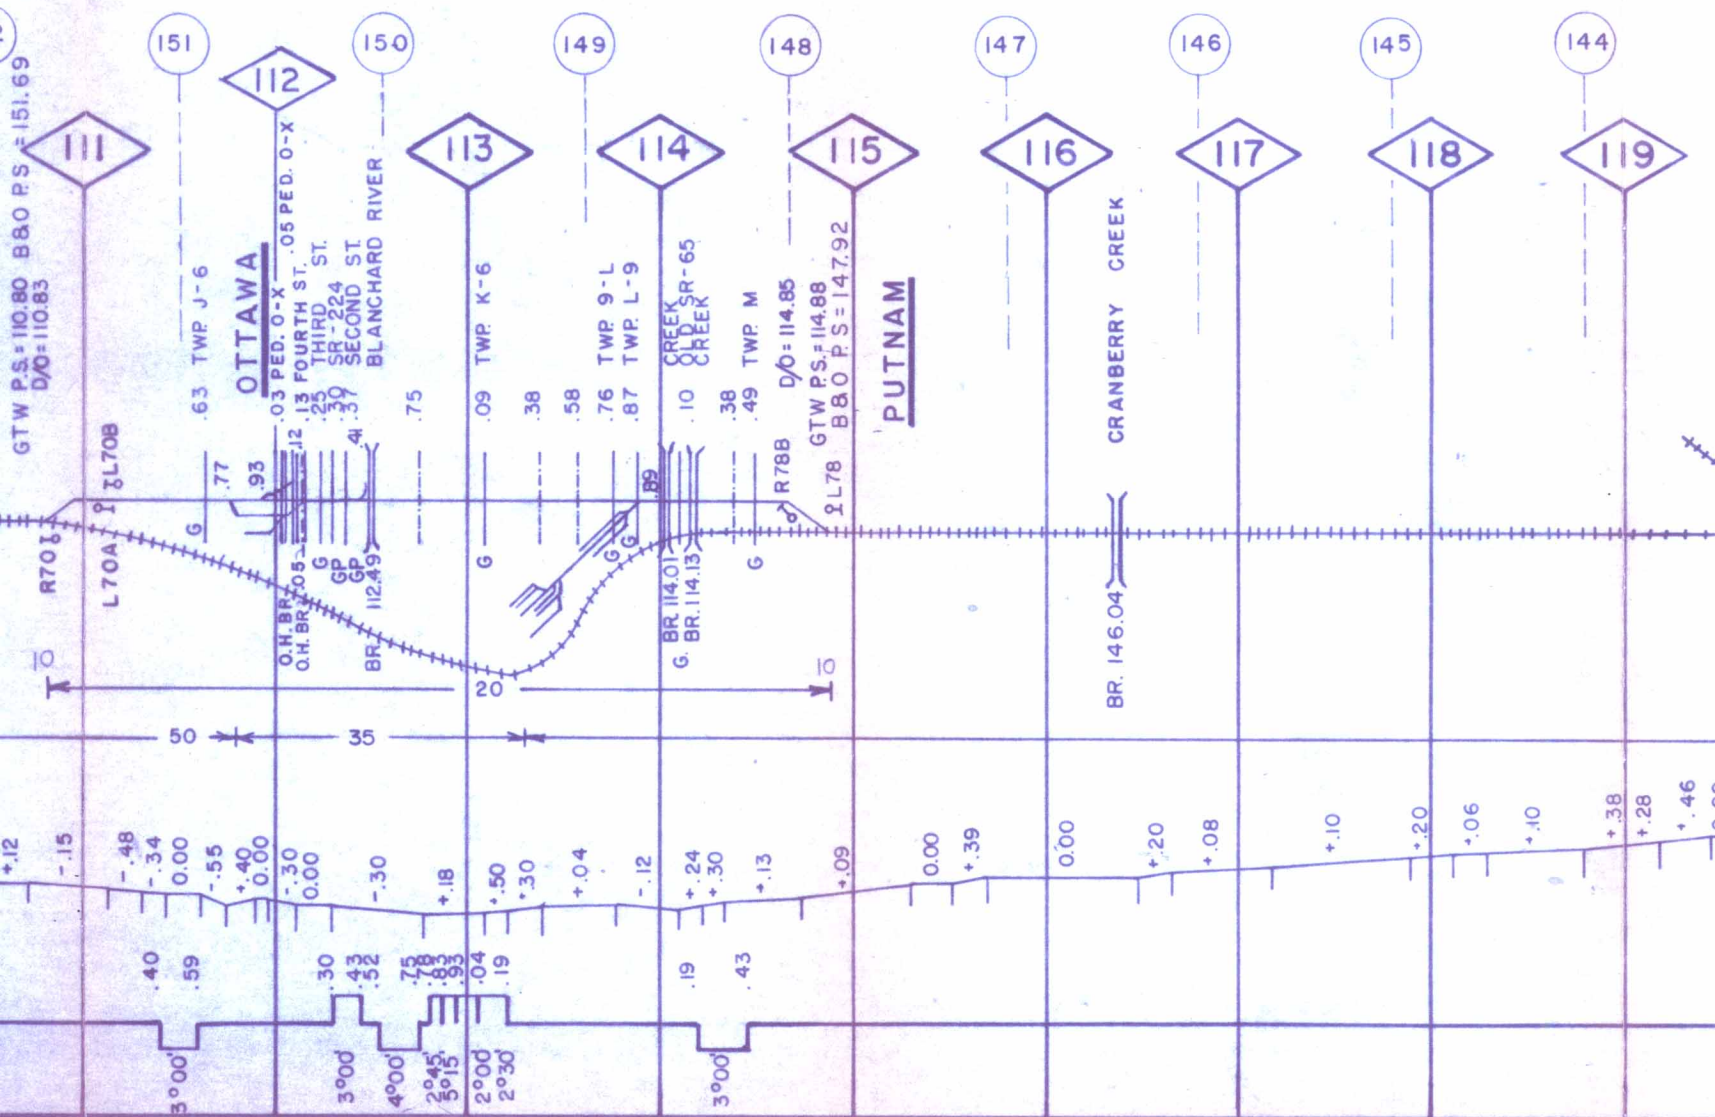 151
150
149
148
147
146
145
144
111
112
113
114
115
116
117
118
119
GTW P.S.=110.80 B&O P.S.=151.69
D/O=110.83
.63 TWP. J-6
OTTAWA
.03 PED. O-X
.05 PED. O-X
.13 FOURTH ST.
.25 THIRD ST.
.30 SR-224
.37 SECOND ST.
BLANCHARD RIVER
.75
.09 TWP. K-6
.38
.58
.76 TWP. 9-L
.87 TWP. L-9
CREEK
.10 OLD SR-65
CREEK
.38
.49 TWP. M
D/O=114.85
GTW P.S.=114.88
B&O P.S=147.92
PUTNAM
CRANBERRY CREEK
.77
.93
.12
.41
.89
R70
L70A
L70B
R78B
L78
G
O.H. BR.
O.H. BR. .05
G
GP
GP
BR. 112.49
G
G
G
BR. 114.01
G.
BR. 114.13
G
BR. 146.04
O
20
O
50
35
+.12
-.15
-.48
-.34
0.00
-.55
+.40
0.00
-.30
0.00
-.30
+.18
+.50
+.30
+.04
-.12
+.24
+.30
+.13
+.09
0.00
+.39
0.00
+.20
+.08
+.10
+.20
+.06
+.10
+.38
+.28
+.46
.40
.59
.30
.43
.52
.75
.78
.83
.93
.04
.19
.19
.43
3°00'
3°00'
4°00'
2°45'
5°15'
2°00'
2°30'
3°00'